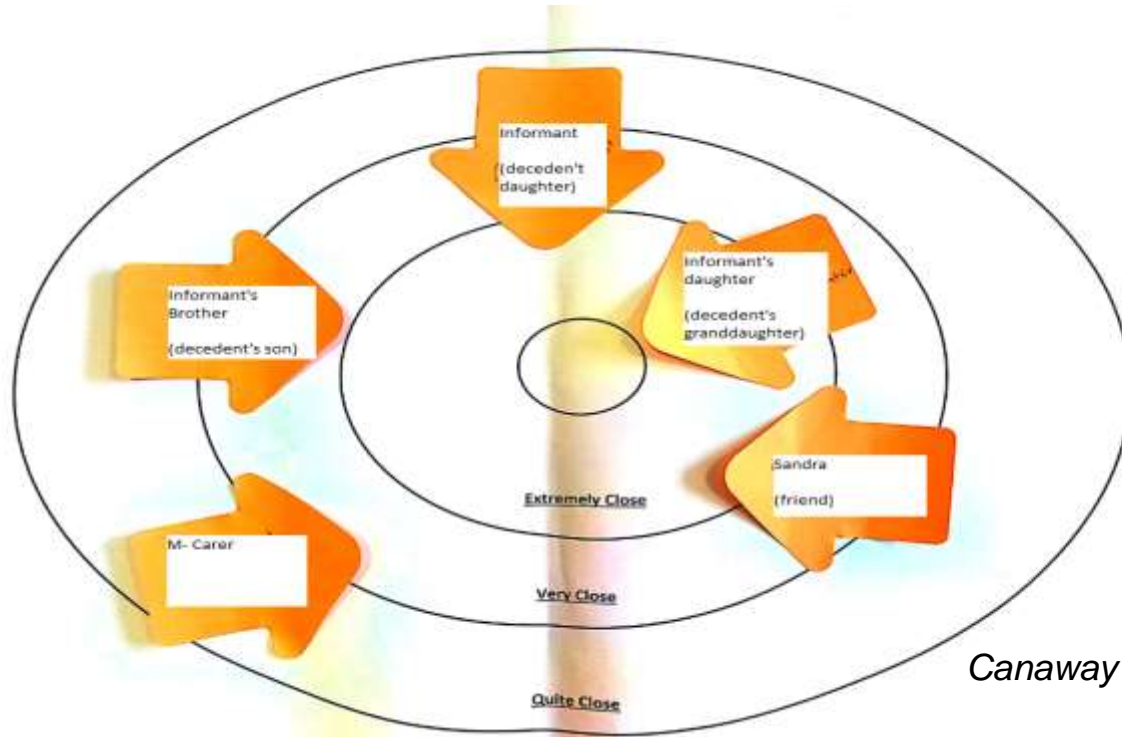 Informant
(deceden't
daughter)
Informant's
daughter
(decedent's
granddaughter)
Informant's
Brother
(decedent's son)
Sandra
(friend)
Extremely Close
M- Carer
Very Close
Canaway
Quite Close